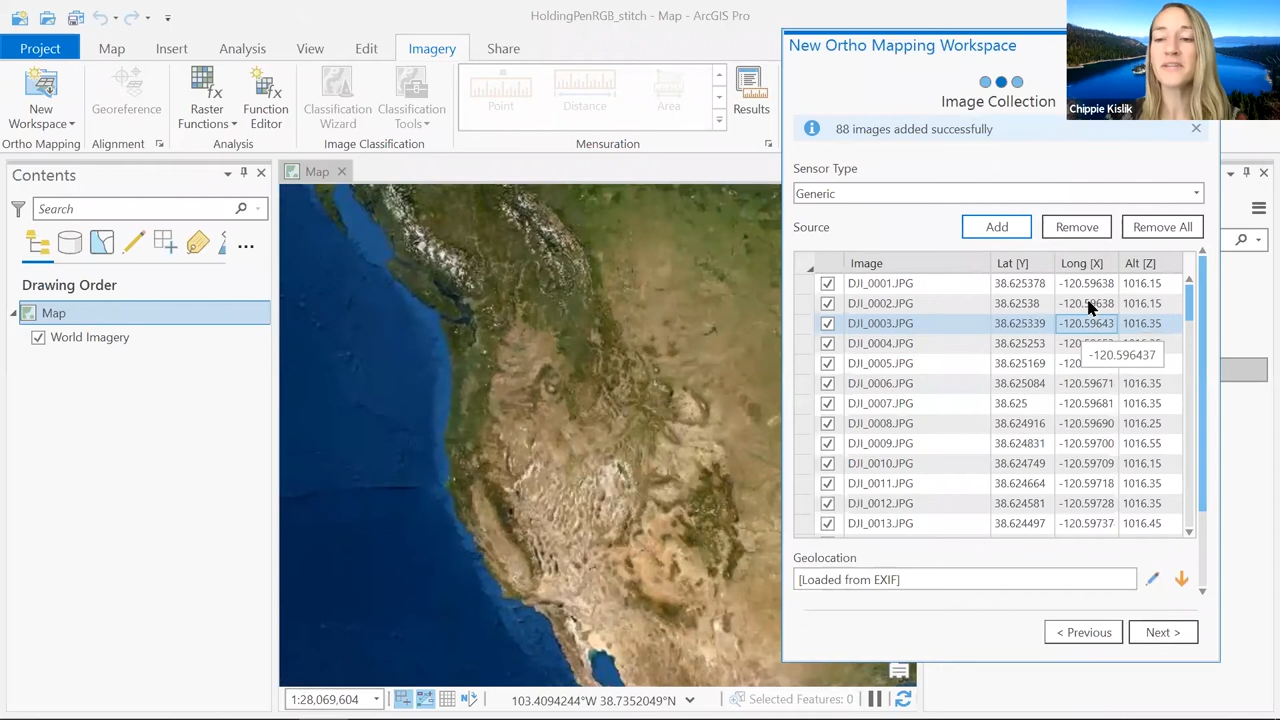 HoldingPenRGB_stitch - Map - ArcGIS Pro
Project Map Insert Analysis View Edit Imagery Share
New Workspace
Georeference
Raster Functions
Function Editor
Classification Wizard
Classification Tools
Point
Distance
Area
Results
Ortho Mapping
Alignment
Analysis
Image Classification
Mensuration
Contents
Search
Drawing Order
Map
World Imagery
Map
1:28,069,604
103.4094244°W 38.7352049°N
Selected Features: 0
New Ortho Mapping Workspace
Image Collection
88 images added successfully
Sensor Type
Generic
Source
Add
Remove
Remove All
Image Lat [Y] Long [X] Alt [Z]
DJI_0001.JPG 38.625378 -120.59638 1016.15
DJI_0002.JPG 38.62538 -120.59638 1016.15
DJI_0003.JPG 38.625339 -120.59643 1016.35
DJI_0004.JPG 38.625253
DJI_0005.JPG 38.625169 -120 1016.35
-120.596437
DJI_0006.JPG 38.625084 -120.59671 1016.35
DJI_0007.JPG 38.625 -120.59681 1016.35
DJI_0008.JPG 38.624916 -120.59690 1016.25
DJI_0009.JPG 38.624831 -120.59700 1016.55
DJI_0010.JPG 38.624749 -120.59709 1016.15
DJI_0011.JPG 38.624664 -120.59718 1016.35
DJI_0012.JPG 38.624581 -120.59728 1016.35
DJI_0013.JPG 38.624497 -120.59737 1016.45
Geolocation
[Loaded from EXIF]
< Previous
Next >
Chippie Kislik